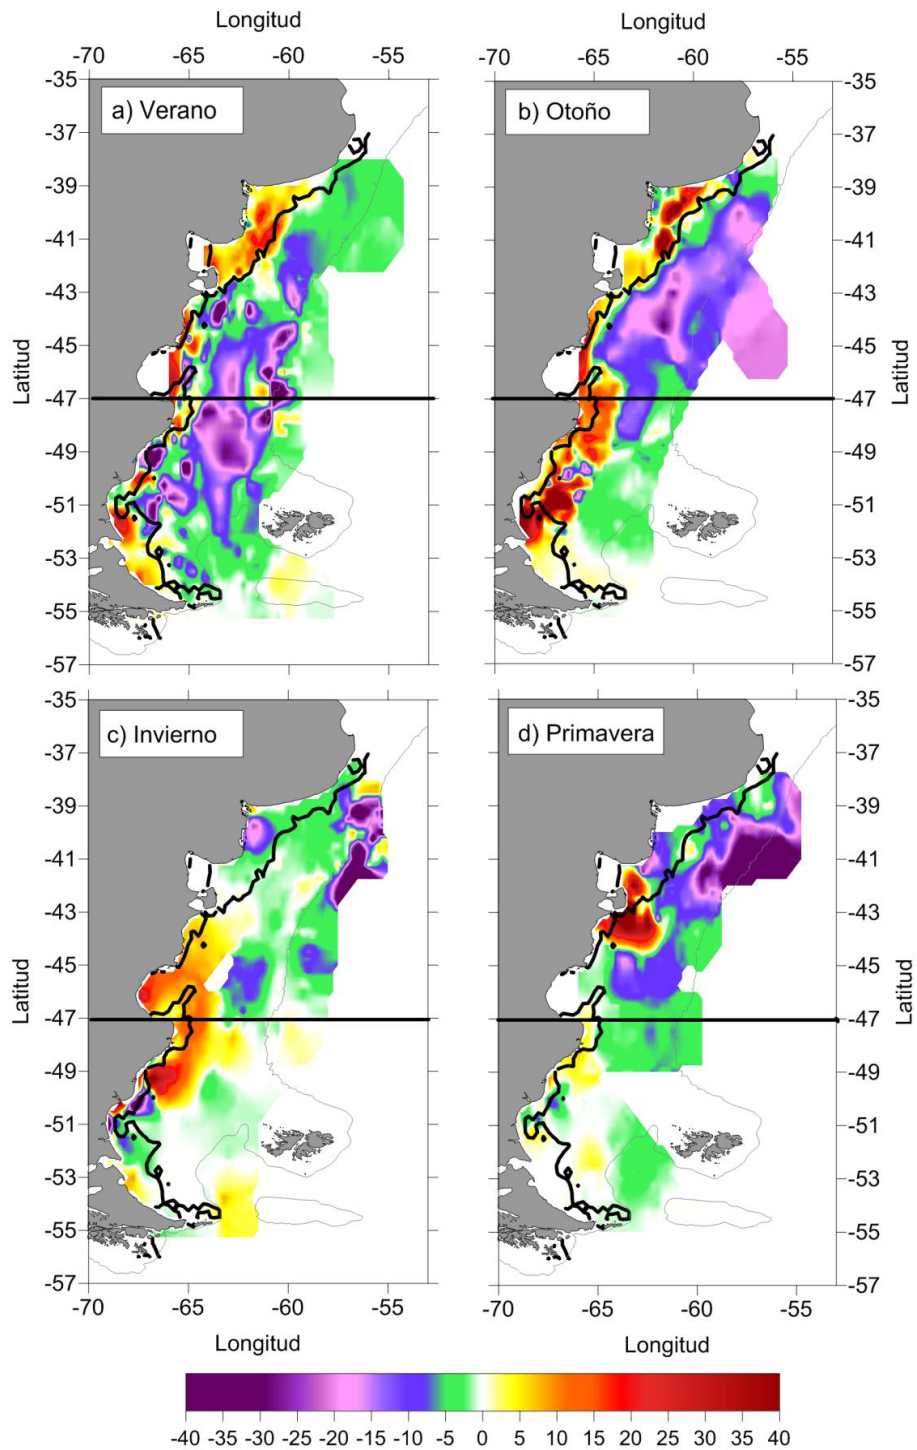 Longitud Longitud
-70 -65 -60 -55 -70 -65 -60 -55
-35 -35
a) Verano b) Otoño
-37 -37
-39 -39
-41 -41
-43 -43
Latitud -45 -45 Latitud
-47 -47
-49 -49
-51 -51
-53 -53
-55 -55
-57 -57
-35 -35
c) Invierno d) Primavera
-37 -37
-39 -39
-41 -41
-43 -43
Latitud -45 -45 Latitud
-47 -47
-49 -49
-51 -51
-53 -53
-55 -55
-57 -57
-70 -65 -60 -55 -70 -65 -60 -55
Longitud Longitud
-40 -35 -30 -25 -20 -15 -10 -5 0 5 10 15 20 25 30 35 40